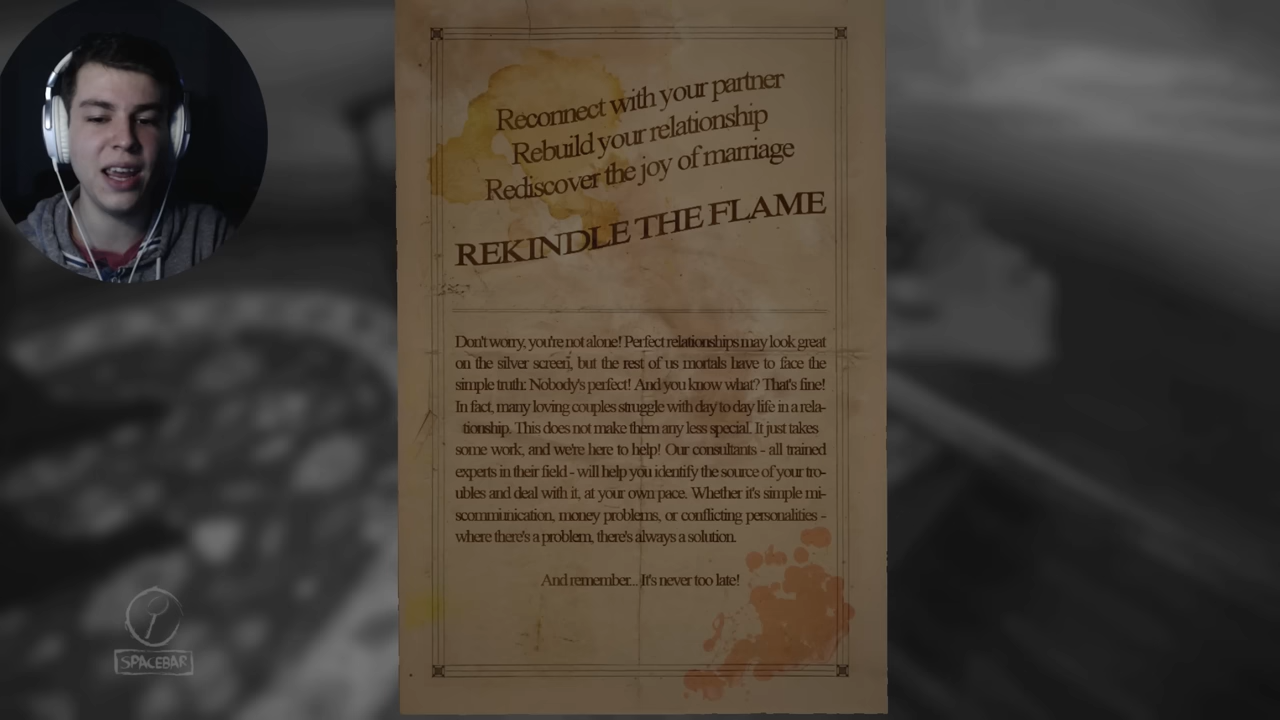 Reconnect with your partner
Rebuild your relationship
Rediscover the joy of marriage
REKINDLE THE FLAME
Don't worry, you're not alone! Perfect relationships may look great
on the silver screen, but the rest of us mortals have to face the
simple truth: Nobody's perfect! And you know what? That's fine!
In fact, many loving couples struggle with day to day life in a rela-
tionship. This does not make them any less special. It just takes
some work, and we're here to help! Our consultants - all trained
experts in their field - will help you identify the source of your tro-
ubles and deal with it, at your own pace. Whether it's simple mi-
scommunication, money problems, or conflicting personalities -
where there's a problem, there's always a solution.
And remember... It's never too late!
SPACEBAR